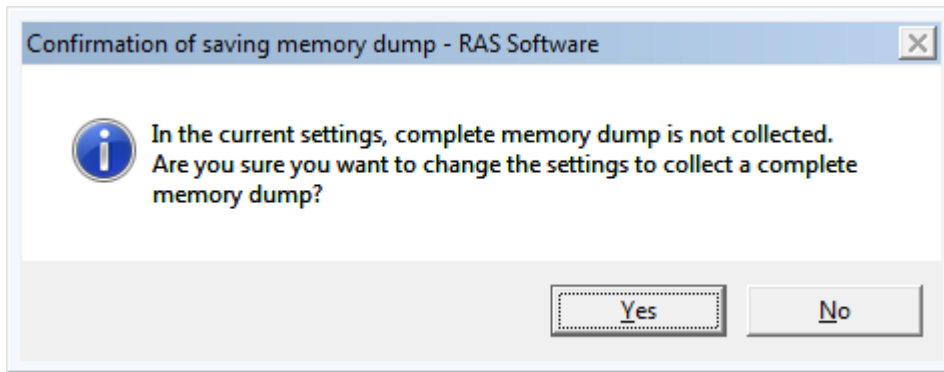 Confirmation of saving memory dump - RAS Software
In the current settings, complete memory dump is not collected.
Are you sure you want to change the settings to collect a complete
memory dump?
Yes
No